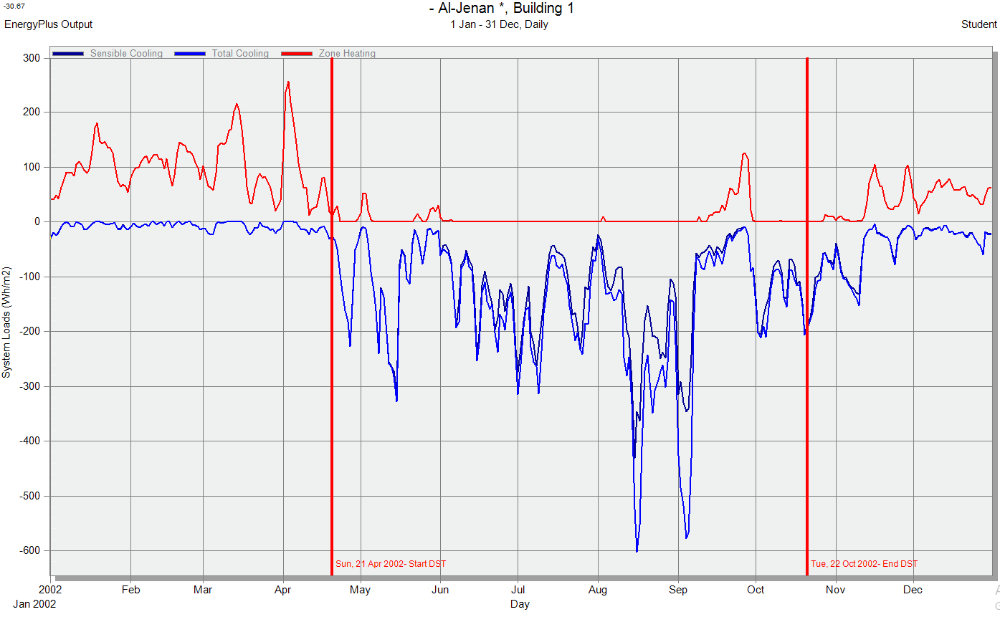 -30.67
- Al-Jenan *, Building 1
EnergyPlus Output
1 Jan - 31 Dec, Daily
Student
Sensible Cooling
Total Cooling
Zone Heating
300
200
100
0
-100
-200
-300
-400
-500
-600
System Loads (Wh/m2)
Sun, 21 Apr 2002- Start DST
Tue, 22 Oct 2002- End DST
2002 Feb Mar Apr May Jun Jul Aug Sep Oct Nov Dec
Jan 2002
Day